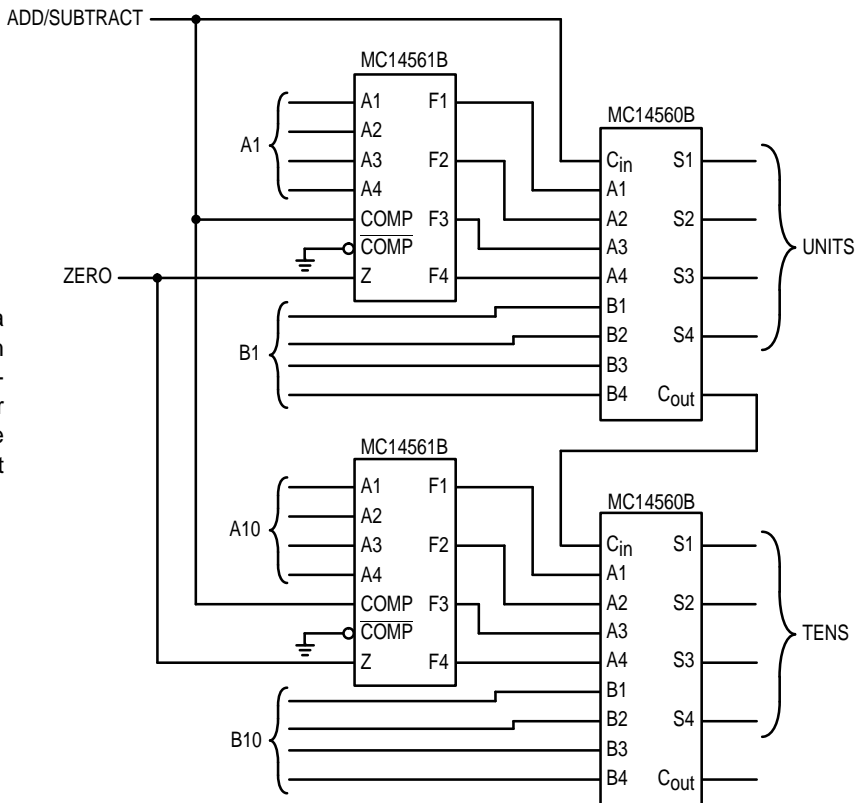 ADD/SUBTRACT
MC14561B
A1 F1
A2
A3 F2
A4
COMP F3
COMP
Z F4
A1
ZERO
B1
MC14560B
Cin S1
A1
A2 S2
A3
A4 S3
B1
B2 S4
B3
B4 Cout
UNITS
a
n
-
r
e
t
MC14561B
A1 F1
A2
A3 F2
A4
COMP F3
COMP
Z F4
A10
B10
MC14560B
Cin S1
A1
A2 S2
A3
A4 S3
B1
B2 S4
B3
B4 Cout
TENS